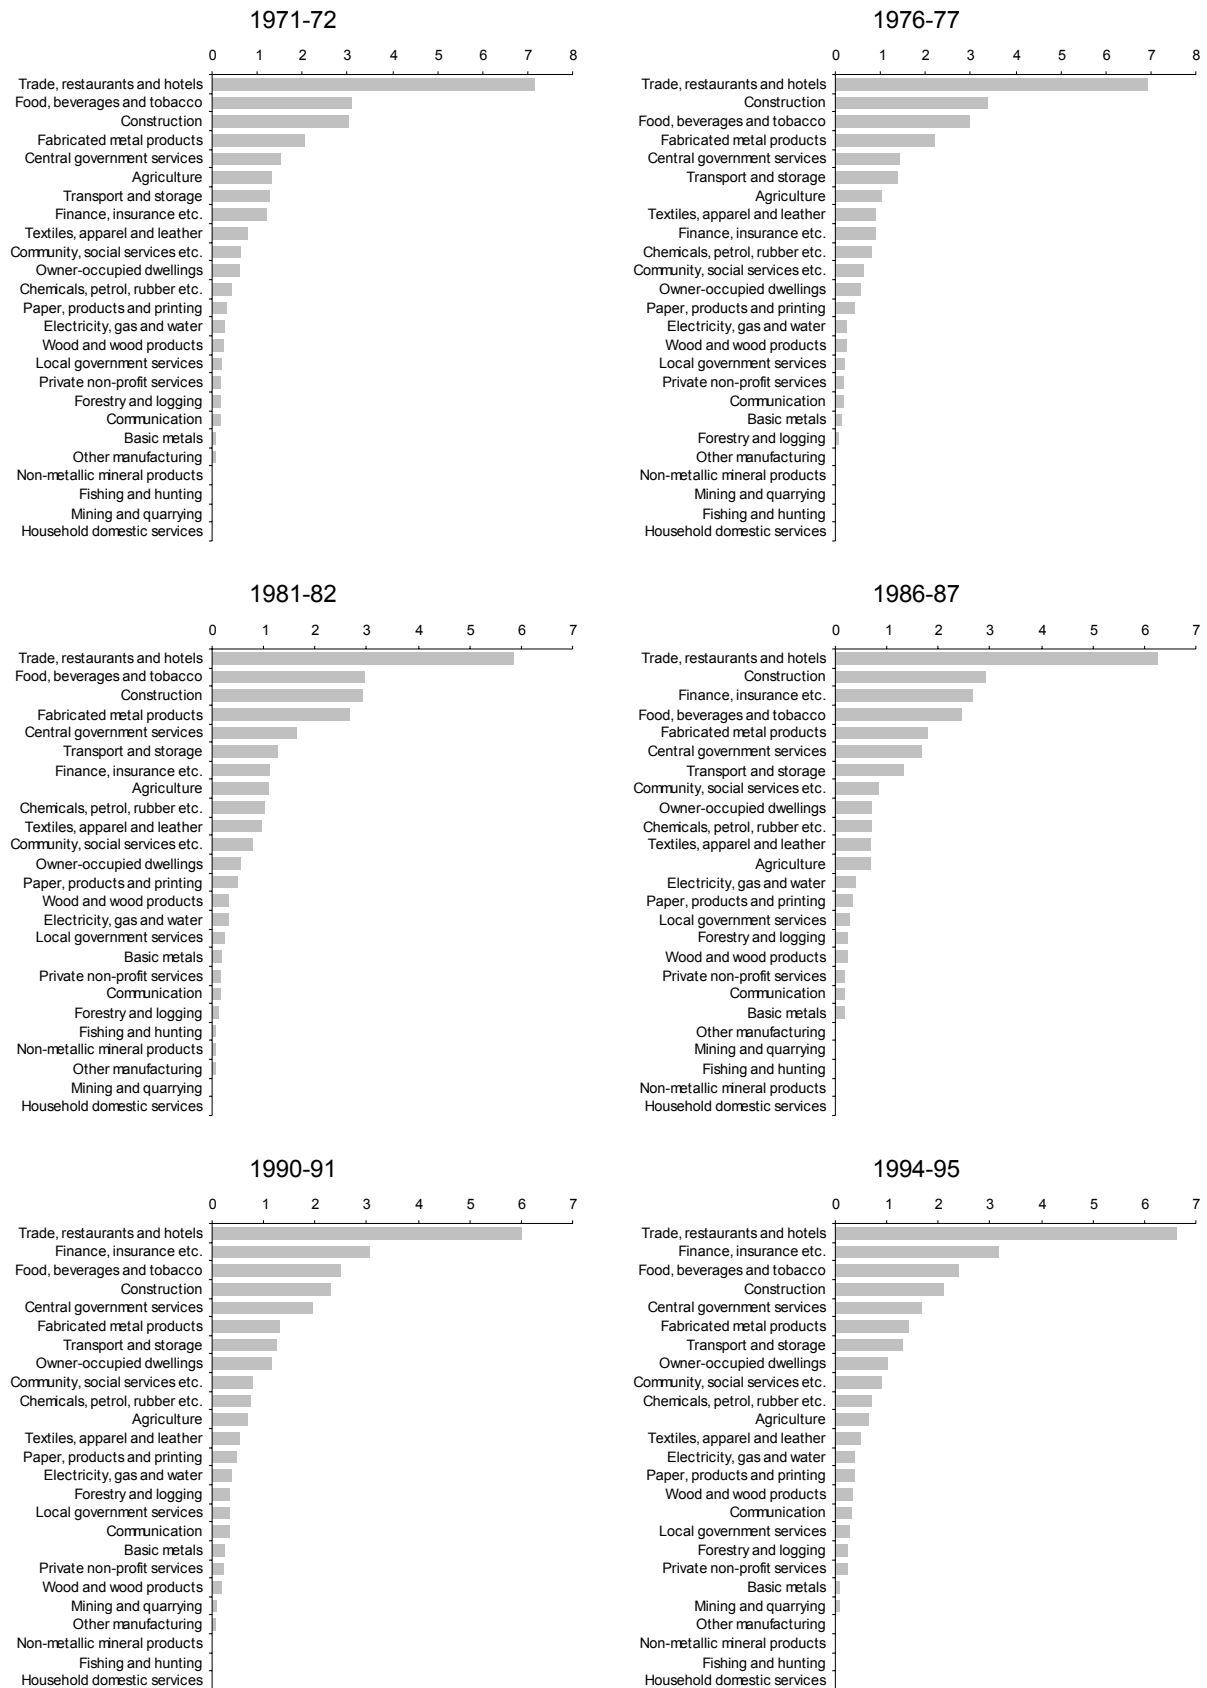 1971-72
0 1 2 3 4 5 6 7 8
Trade, restaurants and hotels
Food, beverages and tobacco
Construction
Fabricated metal products
Central government services
Agriculture
Transport and storage
Finance, insurance etc.
Textiles, apparel and leather
Community, social services etc.
Owner-occupied dwellings
Chemicals, petrol, rubber etc.
Paper, products and printing
Electricity, gas and water
Wood and wood products
Local government services
Private non-profit services
Forestry and logging
Communication
Basic metals
Other manufacturing
Non-metallic mineral products
Fishing and hunting
Mining and quarrying
Household domestic services
1976-77
0 1 2 3 4 5 6 7 8
Trade, restaurants and hotels
Construction
Food, beverages and tobacco
Fabricated metal products
Central government services
Transport and storage
Agriculture
Textiles, apparel and leather
Finance, insurance etc.
Chemicals, petrol, rubber etc.
Community, social services etc.
Owner-occupied dwellings
Paper, products and printing
Electricity, gas and water
Wood and wood products
Local government services
Private non-profit services
Communication
Basic metals
Forestry and logging
Other manufacturing
Non-metallic mineral products
Mining and quarrying
Fishing and hunting
Household domestic services
1981-82
0 1 2 3 4 5 6 7
Trade, restaurants and hotels
Food, beverages and tobacco
Construction
Fabricated metal products
Central government services
Transport and storage
Finance, insurance etc.
Agriculture
Chemicals, petrol, rubber etc.
Textiles, apparel and leather
Community, social services etc.
Owner-occupied dwellings
Paper, products and printing
Wood and wood products
Electricity, gas and water
Local government services
Basic metals
Private non-profit services
Communication
Forestry and logging
Fishing and hunting
Non-metallic mineral products
Other manufacturing
Mining and quarrying
Household domestic services
1986-87
0 1 2 3 4 5 6 7
Trade, restaurants and hotels
Construction
Finance, insurance etc.
Food, beverages and tobacco
Fabricated metal products
Central government services
Transport and storage
Community, social services etc.
Owner-occupied dwellings
Chemicals, petrol, rubber etc.
Textiles, apparel and leather
Agriculture
Electricity, gas and water
Paper, products and printing
Local government services
Forestry and logging
Wood and wood products
Private non-profit services
Communication
Basic metals
Other manufacturing
Mining and quarrying
Fishing and hunting
Non-metallic mineral products
Household domestic services
1990-91
0 1 2 3 4 5 6 7
Trade, restaurants and hotels
Finance, insurance etc.
Food, beverages and tobacco
Construction
Central government services
Fabricated metal products
Transport and storage
Owner-occupied dwellings
Community, social services etc.
Chemicals, petrol, rubber etc.
Agriculture
Textiles, apparel and leather
Paper, products and printing
Electricity, gas and water
Forestry and logging
Local government services
Communication
Basic metals
Private non-profit services
Wood and wood products
Mining and quarrying
Other manufacturing
Non-metallic mineral products
Fishing and hunting
Household domestic services
1994-95
0 1 2 3 4 5 6 7
Trade, restaurants and hotels
Finance, insurance etc.
Food, beverages and tobacco
Construction
Central government services
Fabricated metal products
Transport and storage
Owner-occupied dwellings
Community, social services etc.
Chemicals, petrol, rubber etc.
Agriculture
Textiles, apparel and leather
Electricity, gas and water
Paper, products and printing
Wood and wood products
Communication
Local government services
Forestry and logging
Private non-profit services
Basic metals
Mining and quarrying
Other manufacturing
Non-metallic mineral products
Fishing and hunting
Household domestic services